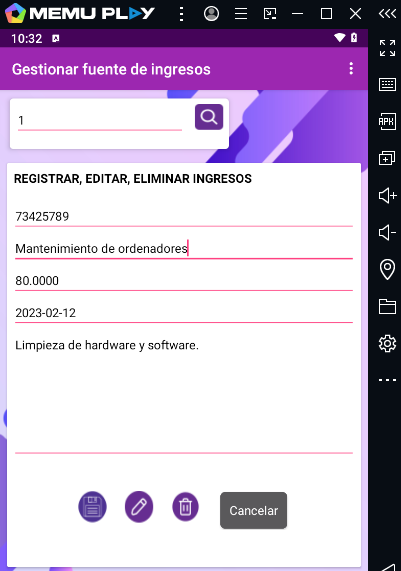 MEMU PLAY
10:32
Gestionar fuente de ingresos
1
REGISTRAR, EDITAR, ELIMINAR INGRESOS
73425789
Mantenimiento de ordenadores
80.0000
2023-02-12
Limpieza de hardware y software.
Cancelar
APK